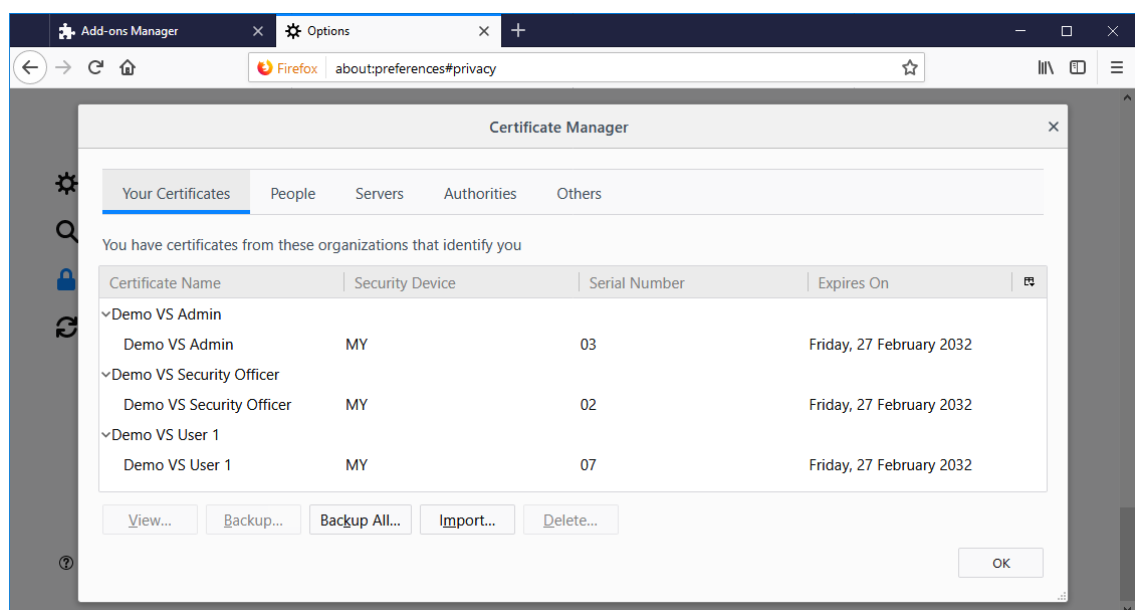 Add-ons Manager Options
Firefox about:preferences#privacy
Certificate Manager
Your Certificates People Servers Authorities Others
You have certificates from these organizations that identify you
Certificate Name Security Device Serial Number Expires On
Demo VS Admin
Demo VS Admin MY 03 Friday, 27 February 2032
Demo VS Security Officer
Demo VS Security Officer MY 02 Friday, 27 February 2032
Demo VS User 1
Demo VS User 1 MY 07 Friday, 27 February 2032
View... Backup... Backup All... Import... Delete...
OK